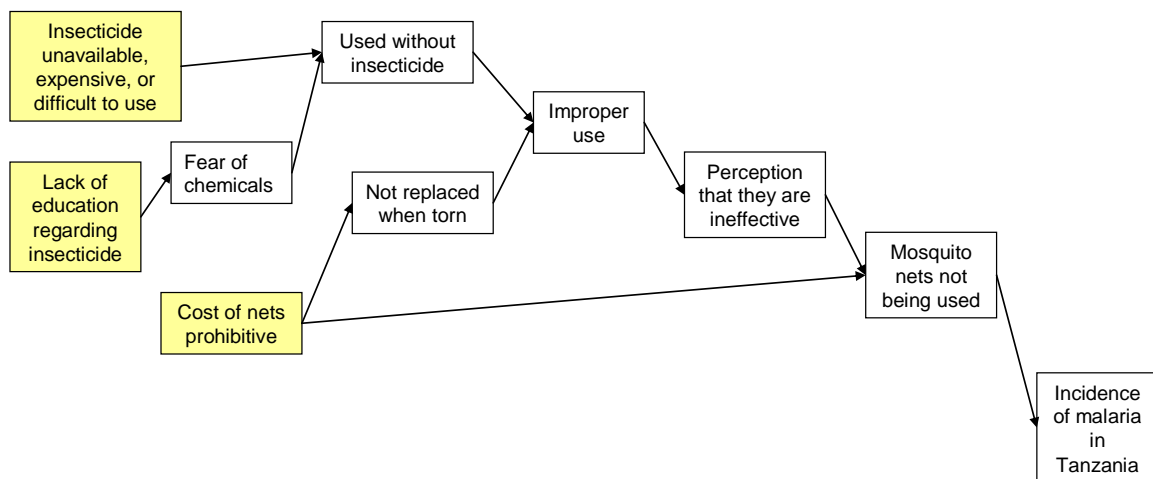 Insecticide
unavailable,
expensive, or
difficult to use
Used without
insecticide
Improper
use
Fear of
chemicals
Lack of
education
regarding
insecticide
Not replaced
when torn
Perception
that they are
ineffective
Mosquito
nets not
being used
Cost of nets
prohibitive
Incidence
of malaria
in
Tanzania